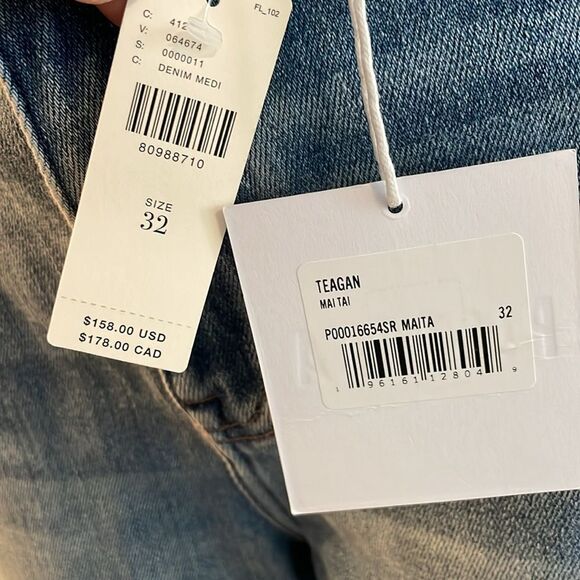 FL_102
C: 412
V: 064674
S: 0000011
C: DENIM MEDI
80988710
SIZE
32
$158.00 USD
$178.00 CAD
TEAGAN
MAI TAI
P00016654SR MAITA 32
1 96161 12804 9